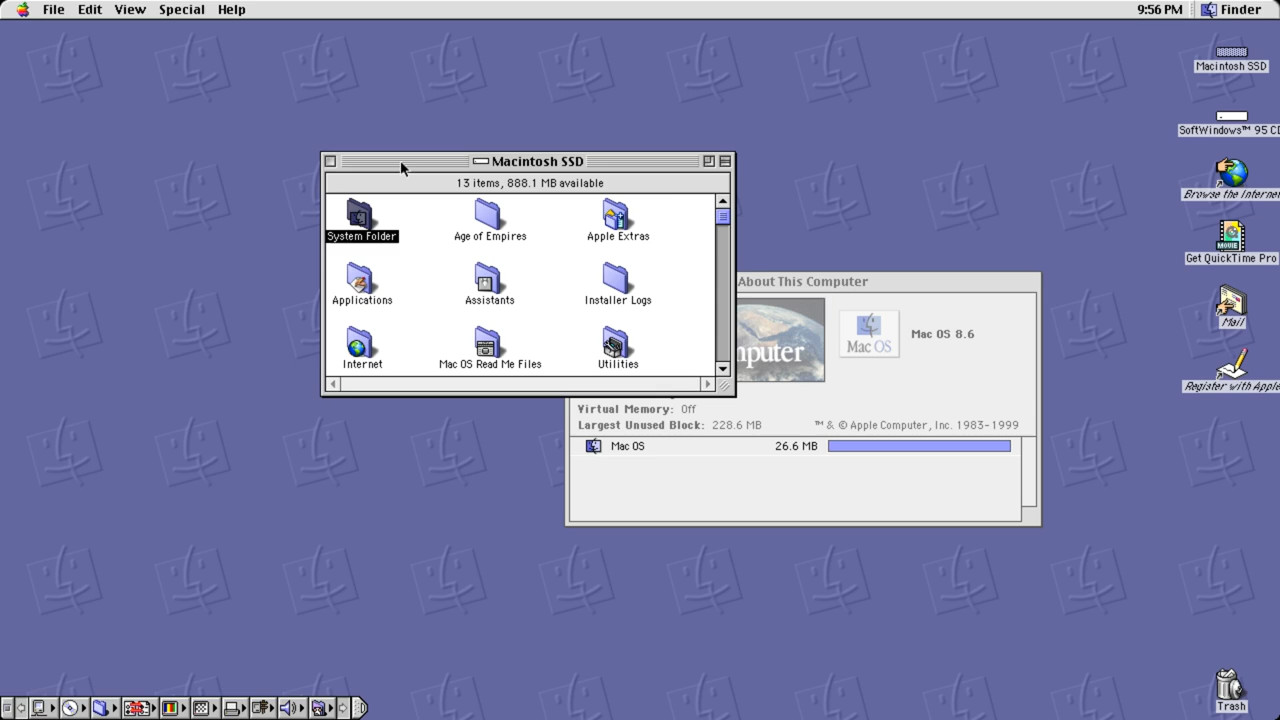 File Edit View Special Help 9:56 PM Finder
Macintosh SSD
SoftWindows™ 95 CD
Browse the Internet
Get QuickTime Pro
MOVIE
Mail
Register with Apple
Macintosh SSD
13 items, 888.1 MB available
System Folder Age of Empires Apple Extras
Applications Assistants Installer Logs
Internet Mac OS Read Me Files Utilities
About This Computer
mputer
Mac OS
Mac OS 8.6
Virtual Memory: Off
Largest Unused Block: 228.6 MB ™ & © Apple Computer, Inc. 1983-1999
Mac OS 26.6 MB
Trash